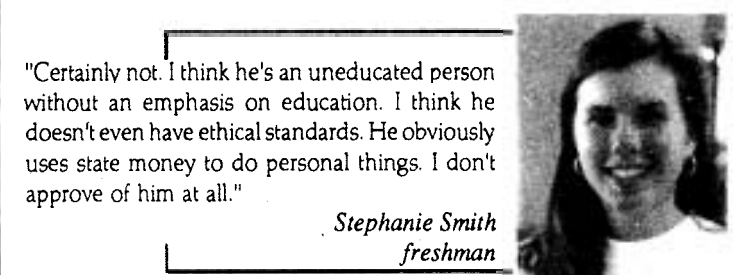 "Certainly not. I think he's an uneducated person
without an emphasis on education. I think he
doesn't even have ethical standards. He obviously
uses state money to do personal things. I don't
approve of him at all."
Stephanie Smith
freshman